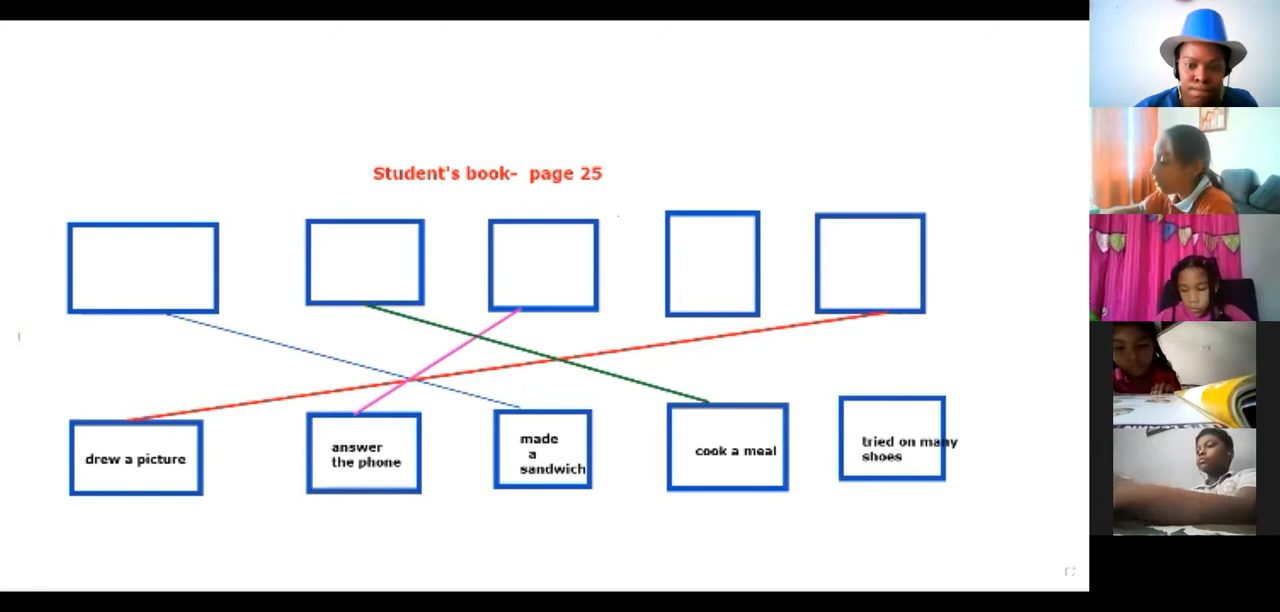 Student's book- page 25
drew a picture
answer
the phone
made
a
sandwich
cook a meal
tried on many
shoes